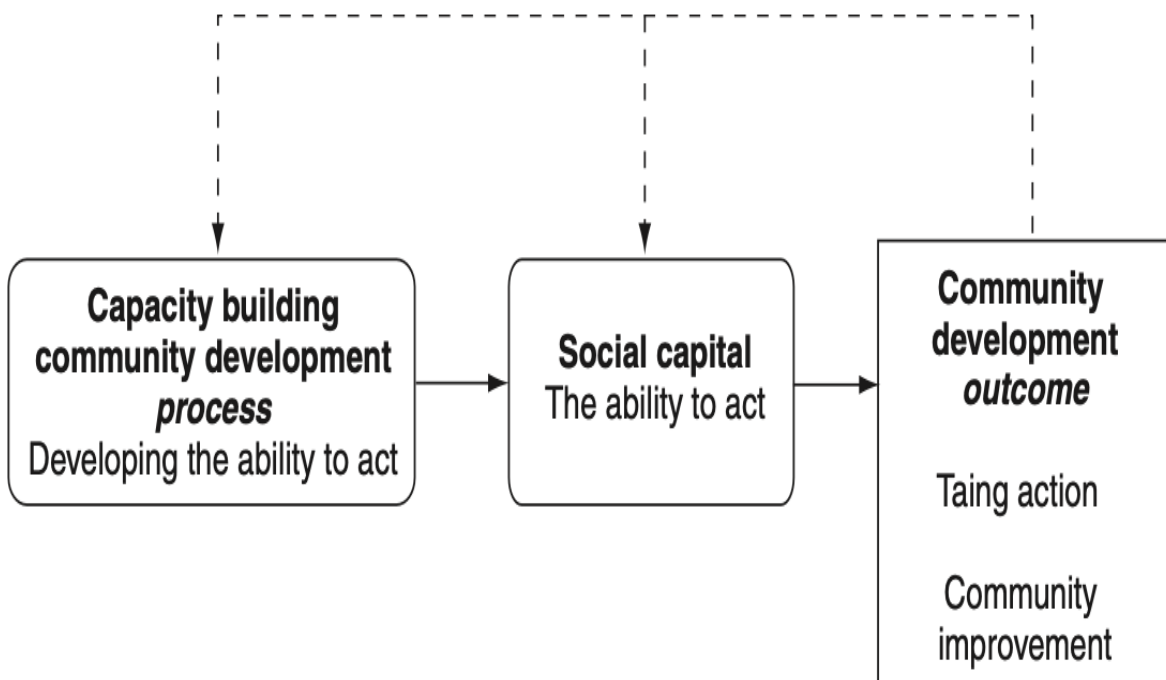 Capacity building
community development
process
Developing the ability to act
Social capital
The ability to act
Community
development
outcome
Taing action
Community
improvement